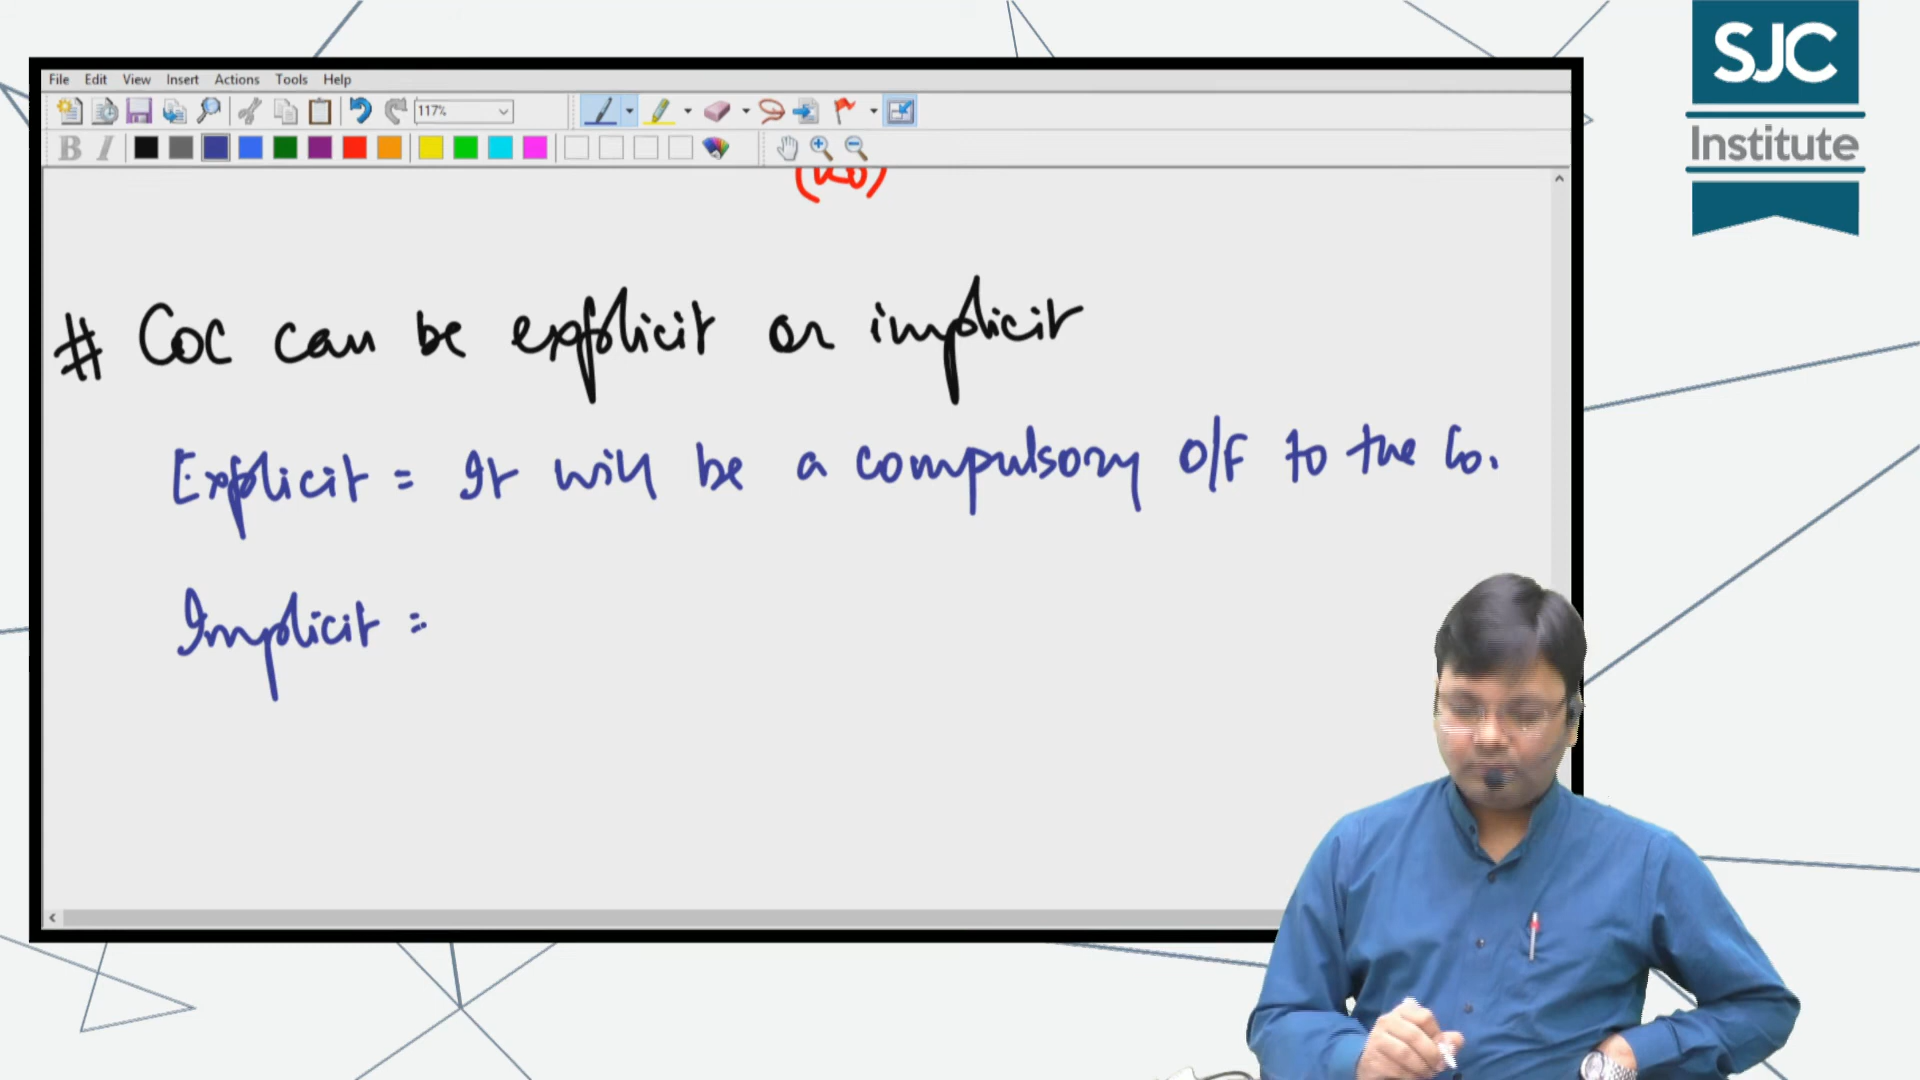 SJC
Institute
File Edit View Insert Actions Tools Help
117%
B I
# CoC can be explicit or implicit
Explicit = It will be a compulsory O/F to the Co.
Implicit =